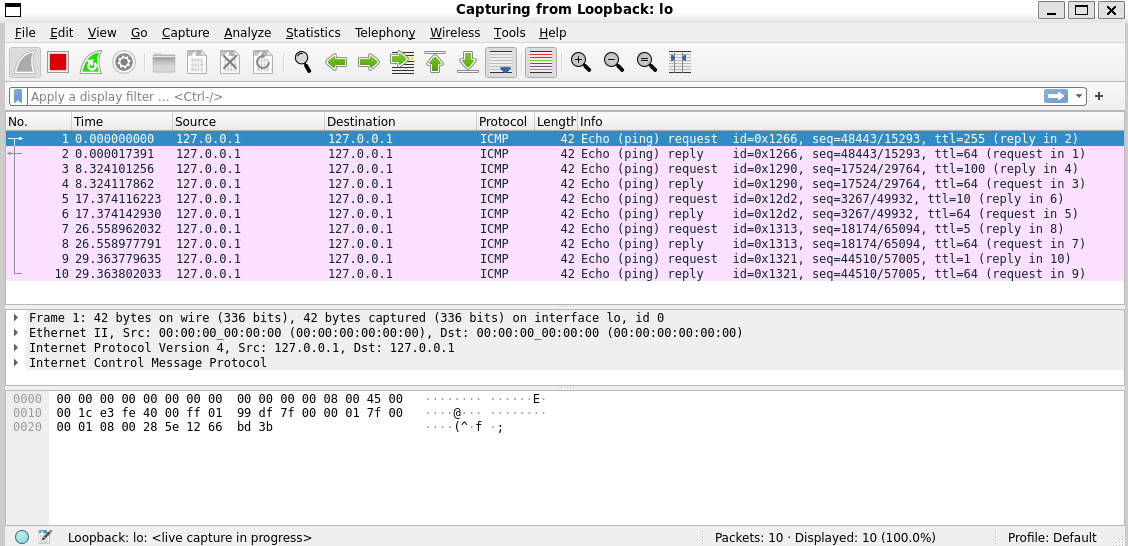 Capturing from Loopback: lo
File Edit View Go Capture Analyze Statistics Telephony Wireless Tools Help
Apply a display filter ... <Ctrl-/>
No. Time Source Destination Protocol Length Info
1 0.000000000 127.0.0.1 127.0.0.1 ICMP 42 Echo (ping) request id=0x1266, seq=48443/15293, ttl=255 (reply in 2)
2 0.000017391 127.0.0.1 127.0.0.1 ICMP 42 Echo (ping) reply id=0x1266, seq=48443/15293, ttl=64 (request in 1)
3 8.324101256 127.0.0.1 127.0.0.1 ICMP 42 Echo (ping) request id=0x1290, seq=17524/29764, ttl=100 (reply in 4)
4 8.324117862 127.0.0.1 127.0.0.1 ICMP 42 Echo (ping) reply id=0x1290, seq=17524/29764, ttl=64 (request in 3)
5 17.374116223 127.0.0.1 127.0.0.1 ICMP 42 Echo (ping) request id=0x12d2, seq=3267/49932, ttl=10 (reply in 6)
6 17.374142930 127.0.0.1 127.0.0.1 ICMP 42 Echo (ping) reply id=0x12d2, seq=3267/49932, ttl=64 (request in 5)
7 26.558962032 127.0.0.1 127.0.0.1 ICMP 42 Echo (ping) request id=0x1313, seq=18174/65094, ttl=5 (reply in 8)
8 26.558977791 127.0.0.1 127.0.0.1 ICMP 42 Echo (ping) reply id=0x1313, seq=18174/65094, ttl=64 (request in 7)
9 29.363779635 127.0.0.1 127.0.0.1 ICMP 42 Echo (ping) request id=0x1321, seq=44510/57005, ttl=1 (reply in 10)
10 29.363802033 127.0.0.1 127.0.0.1 ICMP 42 Echo (ping) reply id=0x1321, seq=44510/57005, ttl=64 (request in 9)
Frame 1: 42 bytes on wire (336 bits), 42 bytes captured (336 bits) on interface lo, id 0
Ethernet II, Src: 00:00:00_00:00:00 (00:00:00:00:00:00), Dst: 00:00:00_00:00:00 (00:00:00:00:00:00)
Internet Protocol Version 4, Src: 127.0.0.1, Dst: 127.0.0.1
Internet Control Message Protocol
0000 00 00 00 00 00 00 00 00 00 00 00 00 08 00 45 00 ········ ······E·
0010 00 1c e3 fe 40 00 ff 01 99 df 7f 00 00 01 7f 00 ····@··· ········
0020 00 01 08 00 28 5e 12 66 bd 3b ····(^·f ·;
Loopback: lo: <live capture in progress> Packets: 10 · Displayed: 10 (100.0%) Profile: Default